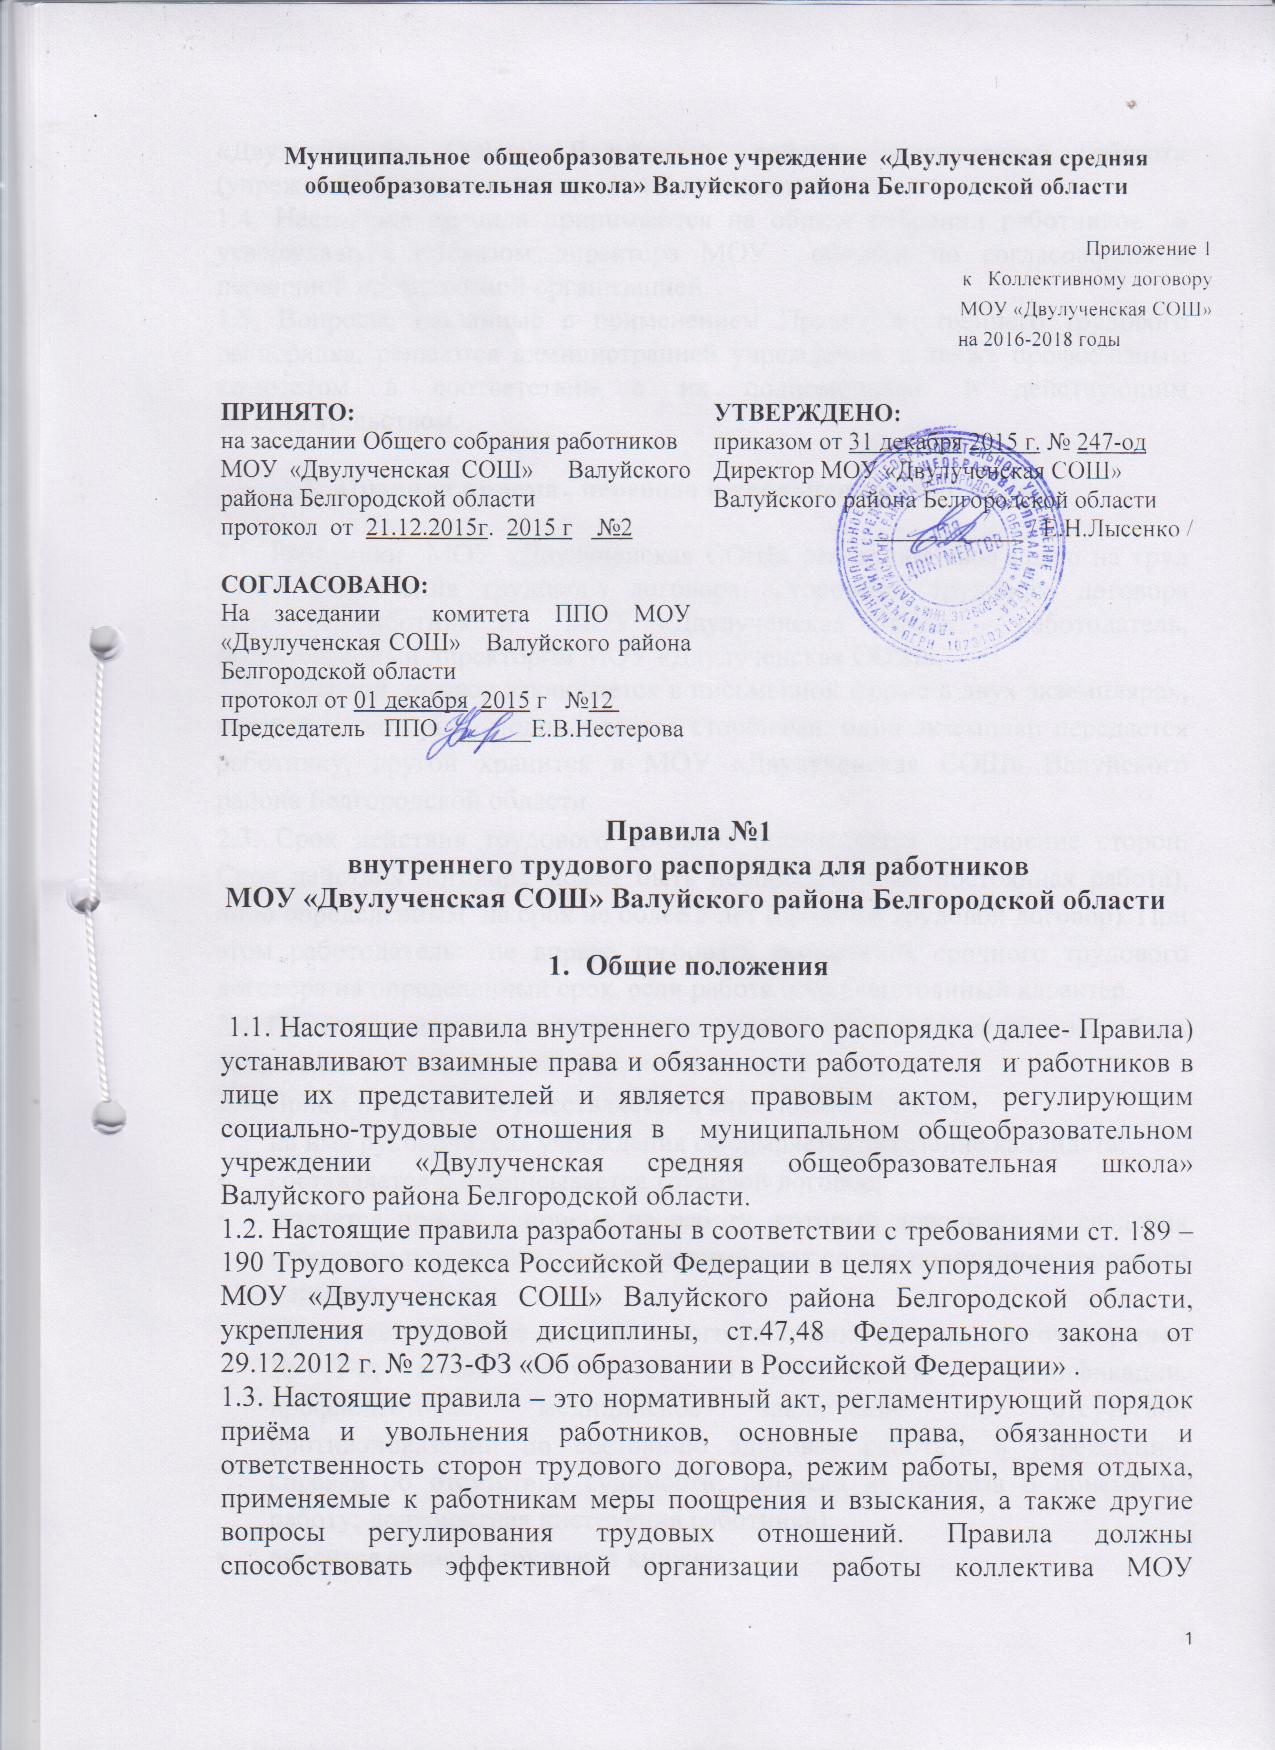 Муниципальное общеобразовательное учреждение «Двулученская средняя
общеобразовательная школа» Валуйского района Белгородской области
Приложение 1
к Коллективному договору
МОУ «Двулученская СОШ»
на 2016-2018 годы
ПРИНЯТО:
на заседании Общего собрания работников
МОУ «Двулученская СОШ» Валуйского
района Белгородской области
протокол от 21.12.2015г. 2015 г №2
УТВЕРЖДЕНО:
приказом от 31 декабря 2015 г. № 247-од
Директор МОУ «Двулученская СОШ»
Валуйского района Белгородской области
Е.Н.Лысенко /
ДОКУМЕНТОВ
СОГЛАСОВАНО:
На заседании комитета ППО МОУ
«Двулученская СОШ» Валуйского района
Белгородской области
протокол от 01 декабря 2015 г №12
Председатель ППО ________Е.В.Нестерова
Правила №1
внутреннего трудового распорядка для работников
МОУ «Двулученская СОШ» Валуйского района Белгородской области
1. Общие положения
1.1. Настоящие правила внутреннего трудового распорядка (далее- Правила)
устанавливают взаимные права и обязанности работодателя и работников в
лице их представителей и является правовым актом, регулирующим
социально-трудовые отношения в муниципальном общеобразовательном
учреждении «Двулученская средняя общеобразовательная школа»
Валуйского района Белгородской области.
1.2. Настоящие правила разработаны в соответствии с требованиями ст. 189 –
190 Трудового кодекса Российской Федерации в целях упорядочения работы
МОУ «Двулученская СОШ» Валуйского района Белгородской области,
укрепления трудовой дисциплины, ст.47,48 Федерального закона от
29.12.2012 г. № 273-ФЗ «Об образовании в Российской Федерации» .
1.3. Настоящие правила – это нормативный акт, регламентирующий порядок
приёма и увольнения работников, основные права, обязанности и
ответственность сторон трудового договора, режим работы, время отдыха,
применяемые к работникам меры поощрения и взыскания, а также другие
вопросы регулирования трудовых отношений. Правила должны
способствовать эффективной организации работы коллектива МОУ
1